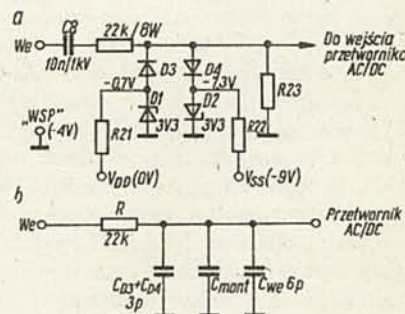 a
C8
22k/8W
We
10n/1kV
Do wejścia
przetwornika
AC/DC
D3
D4
-0,7V
-7,3V
D1
D2
R23
"WSP"
(-4V)
R21
3V3
3V3
R22
VDD(0V)
VSS(-9V)
b
We
R
22k
Przetwornik
AC/DC
CD3+CD4
3p
Cmont
Cwe 6p